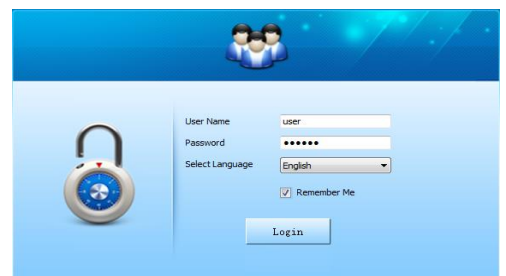 User Name user
Password ●●●●●●
Select Language English
Remember Me
Login